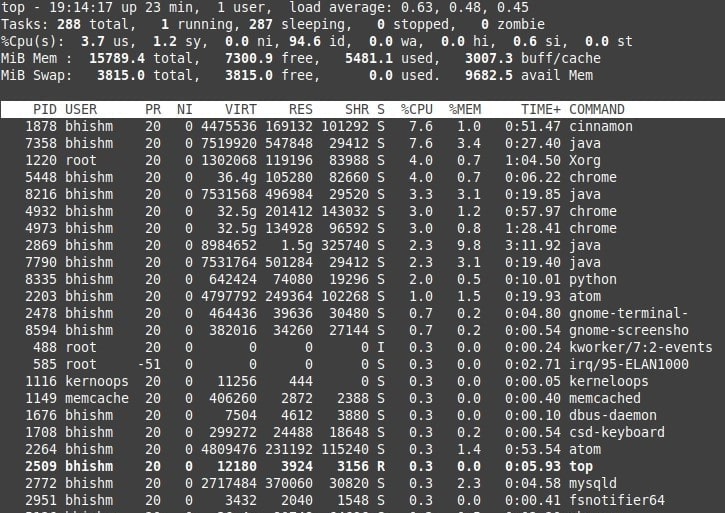 top - 19:14:17 up 23 min,  1 user,  load average: 0.63, 0.48, 0.45
Tasks: 288 total,   1 running, 287 sleeping,   0 stopped,   0 zombie
%Cpu(s):  3.7 us,  1.2 sy,  0.0 ni, 94.6 id,  0.0 wa,  0.0 hi,  0.6 si,  0.0 st
MiB Mem :  15789.4 total,   7300.9 free,   5481.1 used,   3007.3 buff/cache
MiB Swap:   3815.0 total,   3815.0 free,      0.0 used.   9682.5 avail Mem
PID USER      PR  NI    VIRT    RES    SHR S  %CPU  %MEM     TIME+ COMMAND
1878 bhishm    20   0 4475536 169132 101292 S   7.6   1.0   0:51.47 cinnamon
7358 bhishm    20   0 7519920 547848  29412 S   7.6   3.4   0:27.40 java
1220 root      20   0 1302068 119196  83988 S   4.0   0.7   1:04.50 Xorg
5448 bhishm    20   0   36.4g 105280  82660 S   4.0   0.7   0:06.22 chrome
8216 bhishm    20   0 7531568 496984  29520 S   3.3   3.1   0:19.85 java
4932 bhishm    20   0   32.5g 201412 143032 S   3.0   1.2   0:57.97 chrome
4973 bhishm    20   0   32.5g 134928  96592 S   3.0   0.8   1:28.41 chrome
2869 bhishm    20   0 8984652   1.5g 325740 S   2.3   9.8   3:11.92 java
7790 bhishm    20   0 7531764 501284  29412 S   2.3   3.1   0:19.40 java
8335 bhishm    20   0  642424  74080  19296 S   2.0   0.5   0:10.01 python
2203 bhishm    20   0 4797792 249364 102268 S   1.0   1.5   0:19.93 atom
2478 bhishm    20   0  464436  39636  30480 S   0.7   0.2   0:04.80 gnome-terminal-
8594 bhishm    20   0  382016  34260  27144 S   0.7   0.2   0:00.54 gnome-screensho
488 root      20   0       0      0      0 I   0.3   0.0   0:00.24 kworker/7:2-events
585 root     -51   0       0      0      0 S   0.3   0.0   0:02.71 irq/95-ELAN1000
1116 kernoops  20   0   11256    444      0 S   0.3   0.0   0:00.05 kerneloops
1149 memcache  20   0  406260   2872   2388 S   0.3   0.0   0:00.40 memcached
1676 bhishm    20   0    7504   4612   3880 S   0.3   0.0   0:00.10 dbus-daemon
1708 bhishm    20   0  299272  24488  18648 S   0.3   0.2   0:00.54 csd-keyboard
2264 bhishm    20   0 4809476 231192 115240 S   0.3   1.4   0:53.54 atom
2509 bhishm    20   0   12180   3924   3156 R   0.3   0.0   0:05.93 top
2772 bhishm    20   0 2717484 370060  30820 S   0.3   2.3   0:04.58 mysqld
2951 bhishm    20   0    3432   2040   1548 S   0.3   0.0   0:00.41 fsnotifier64